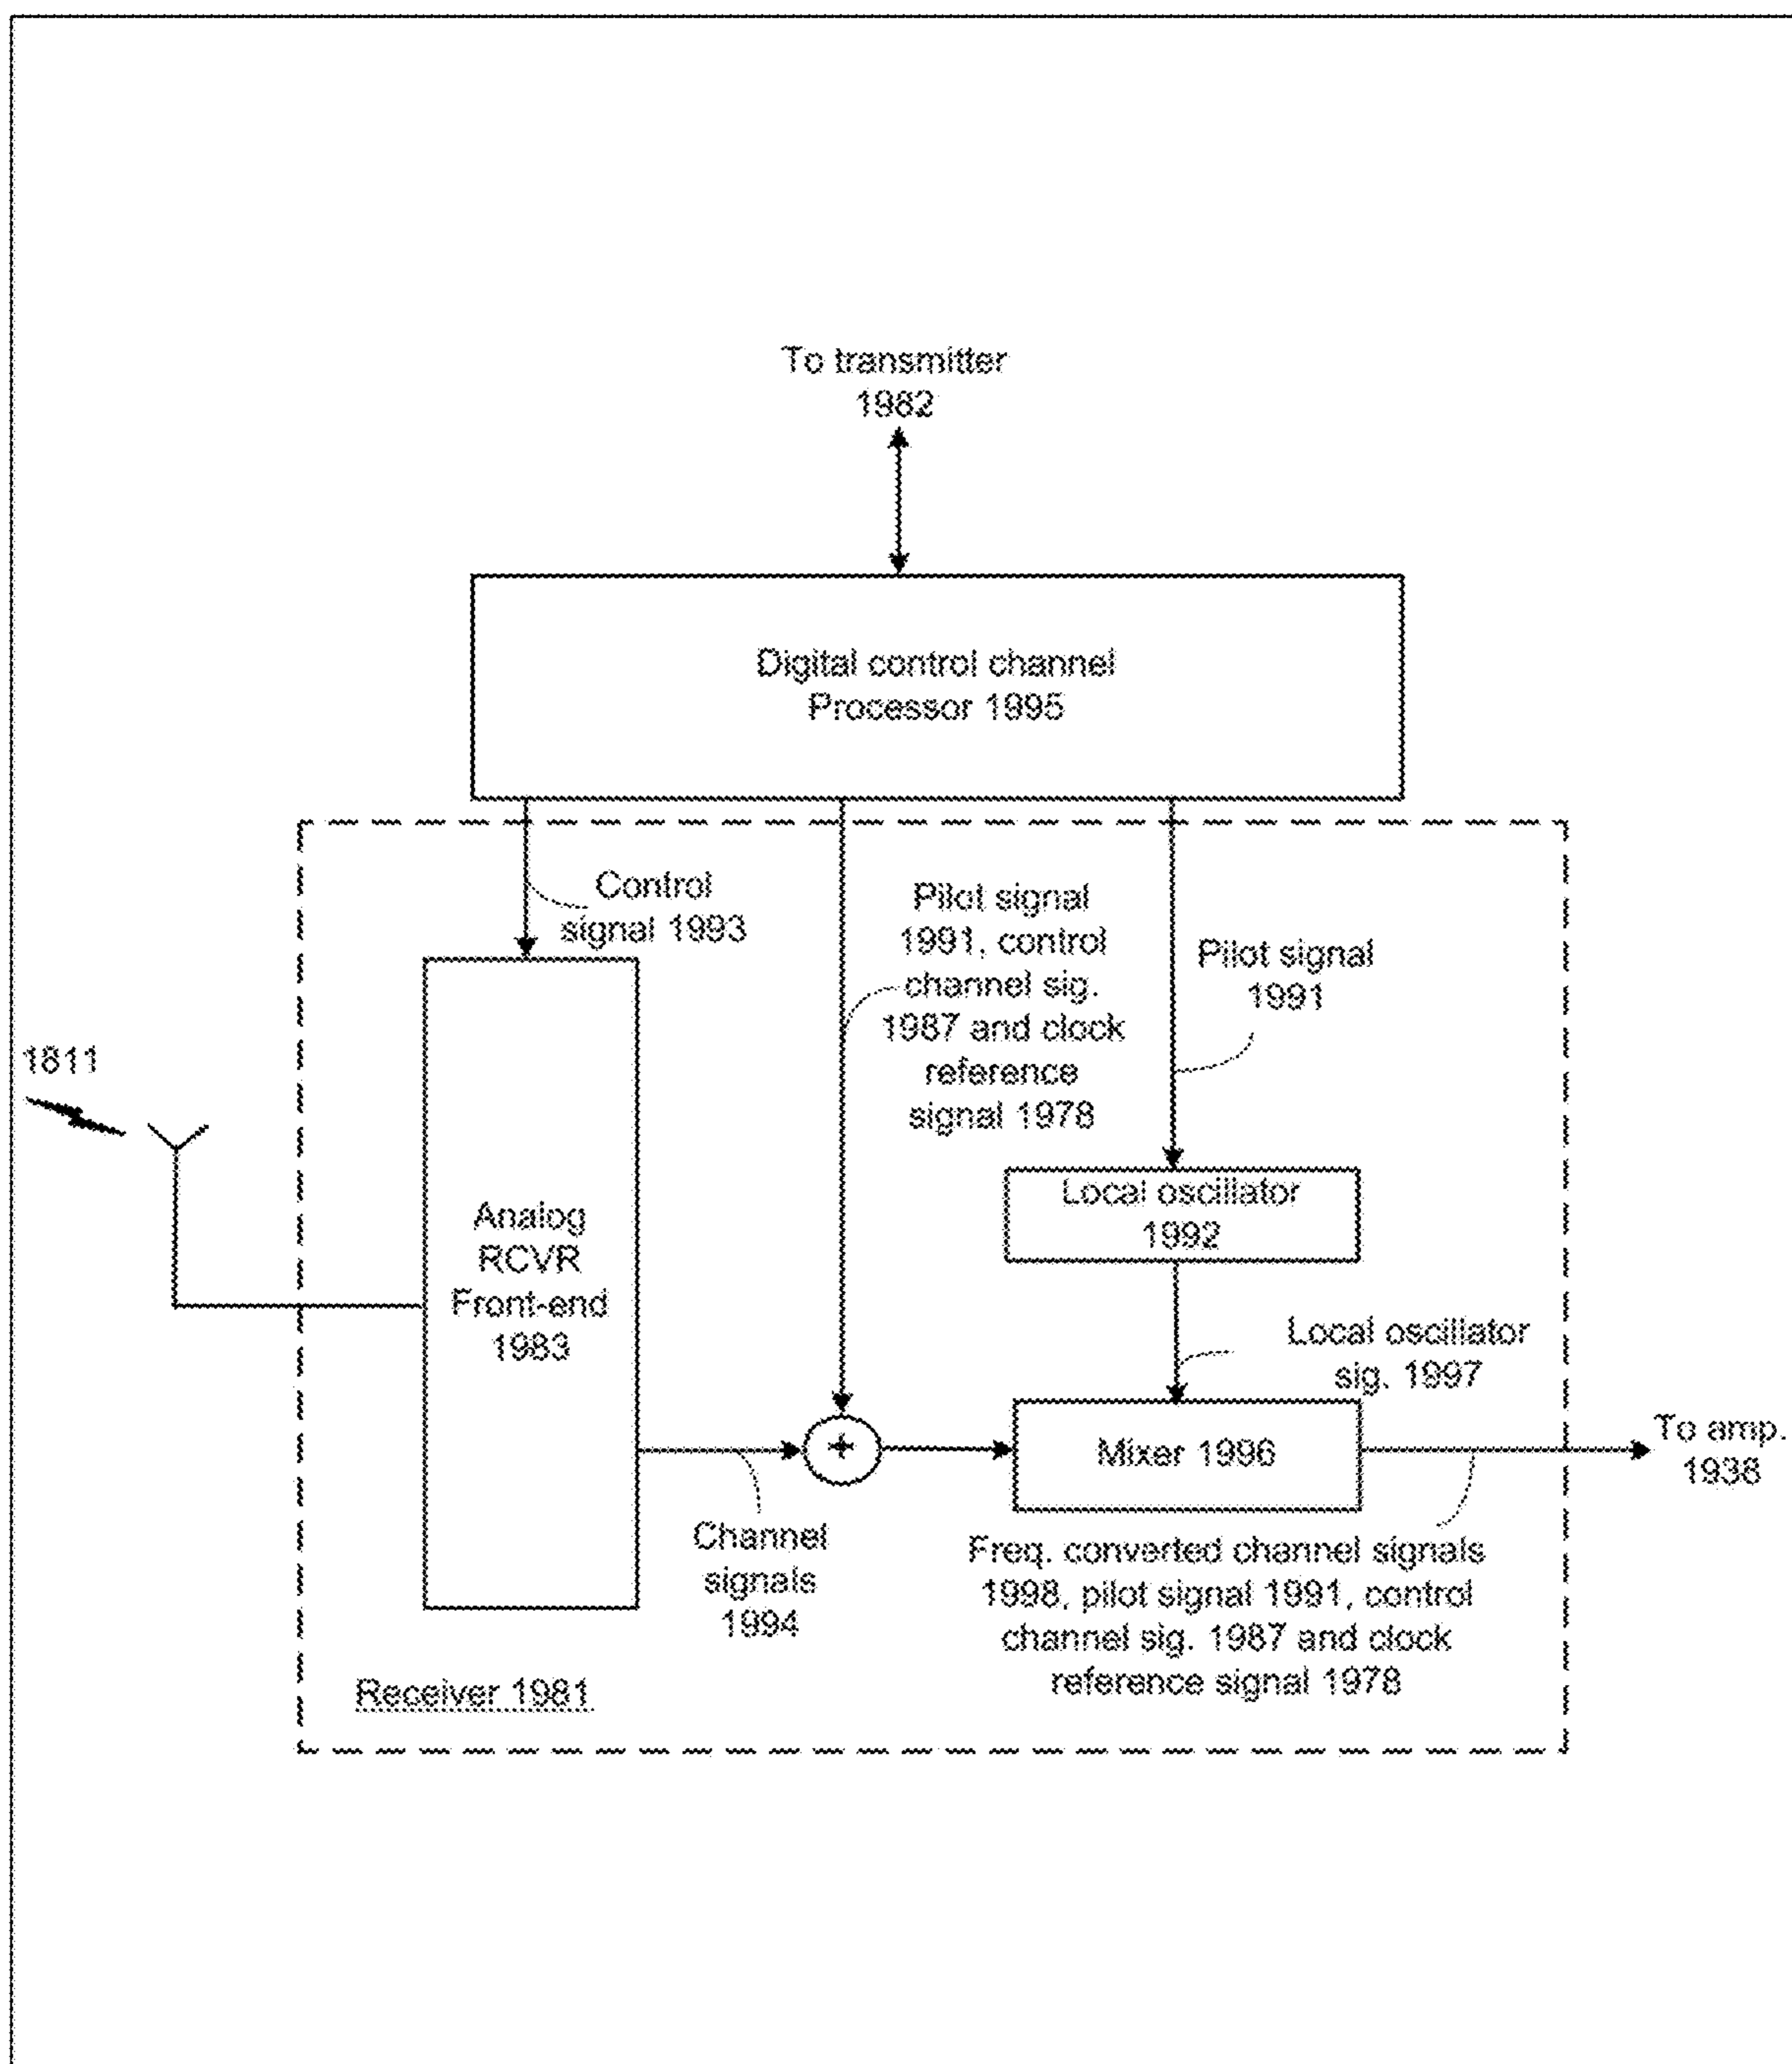 To transmitter
1982
Digital control channel
Processor 1995
Control
signal 1993
Pilot signal
1991, control
channel sig.
1987 and clock
reference
signal 1978
Pilot signal
1991
1811
Analog
RCVR
Front-end
1983
Local oscillator
1992
Local oscillator
sig. 1997
+
Mixer 1996
To amp.
1938
Channel
signals
1994
Freq. converted channel signals
1998, pilot signal 1991, control
channel sig. 1987 and clock
reference signal 1978
Receiver 1981